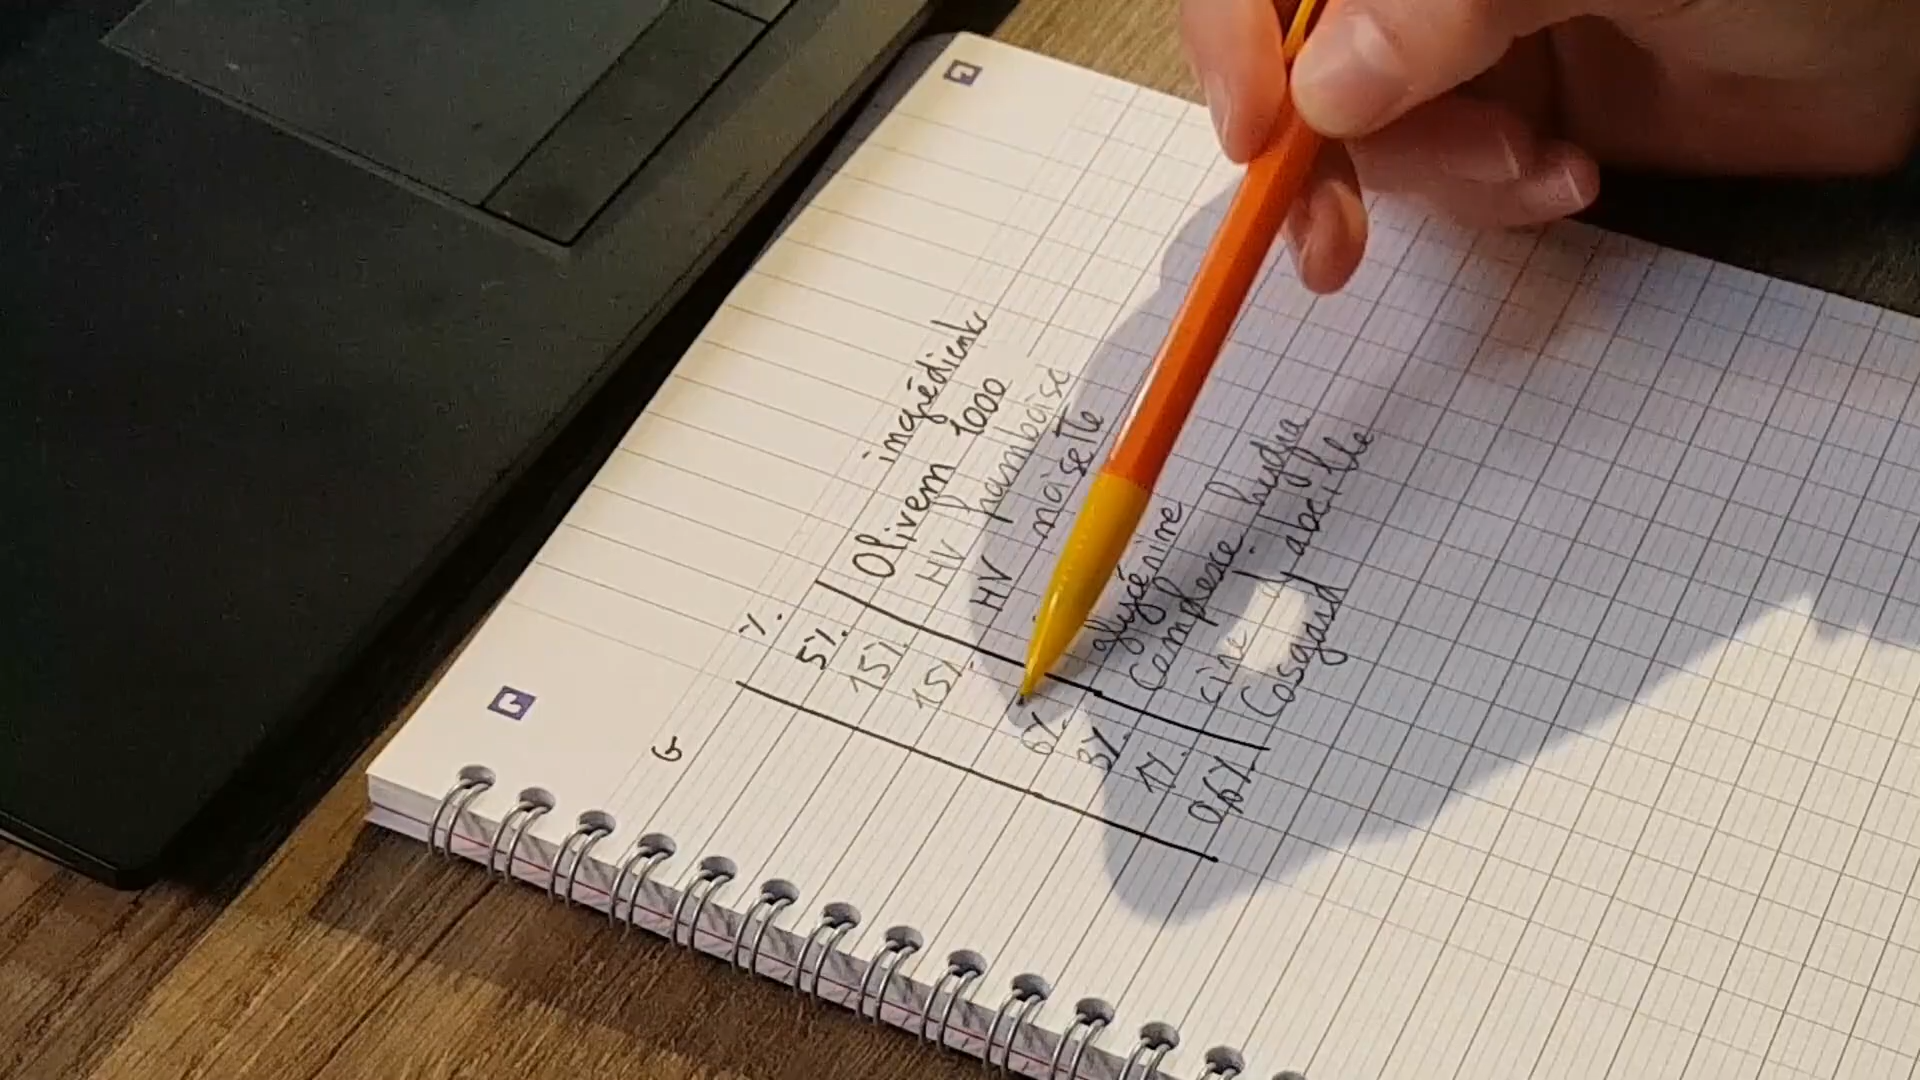 % ingrédients
5% Olivem 1000
15% HV framboise
15% HV noisette
6% glycérine
3% Complexe hydra
1% cire d'abeille
0,6% Cosgard
G